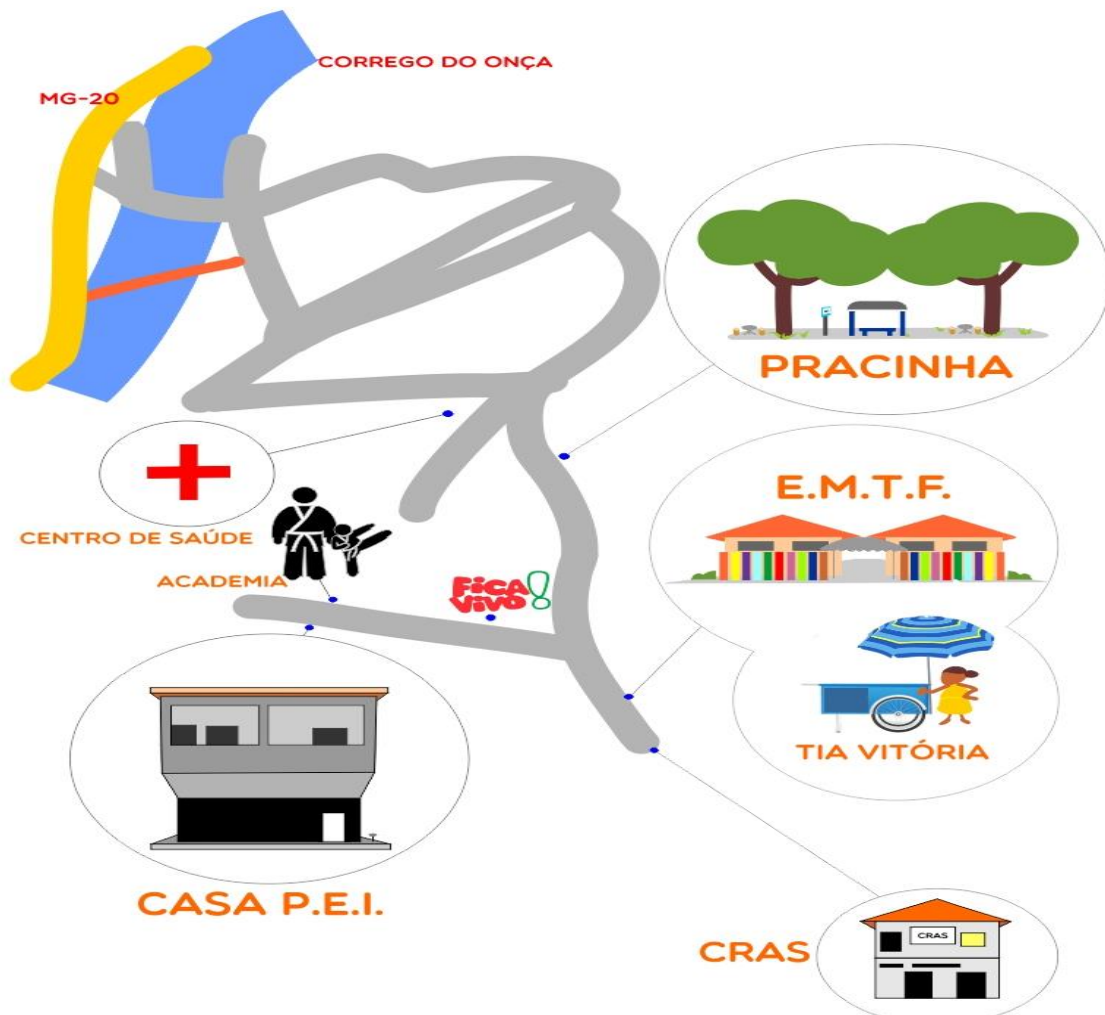 CORREGO DO ONÇA
MG-20
PRACINHA
E.M.T.F.
CENTRO DE SAÚDE
ACADEMIA
FiCA
ViVO!
TIA VITÓRIA
CASA P.E.I.
CRAS
CRAS